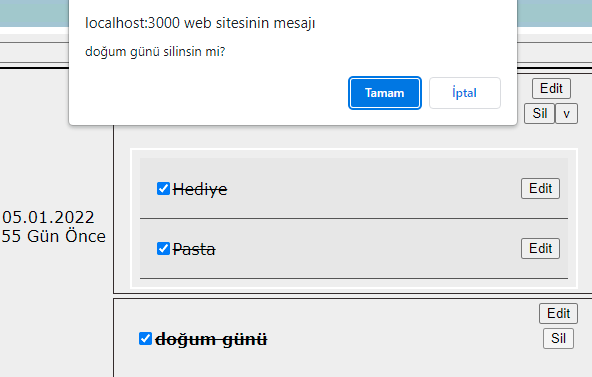 localhost:3000 web sitesinin mesajı
doğum günü silinsin mi?
Tamam İptal
Edit
Sil v
Hediye Edit
05.01.2022
55 Gün Önce
Pasta Edit
Edit
doğum günü Sil